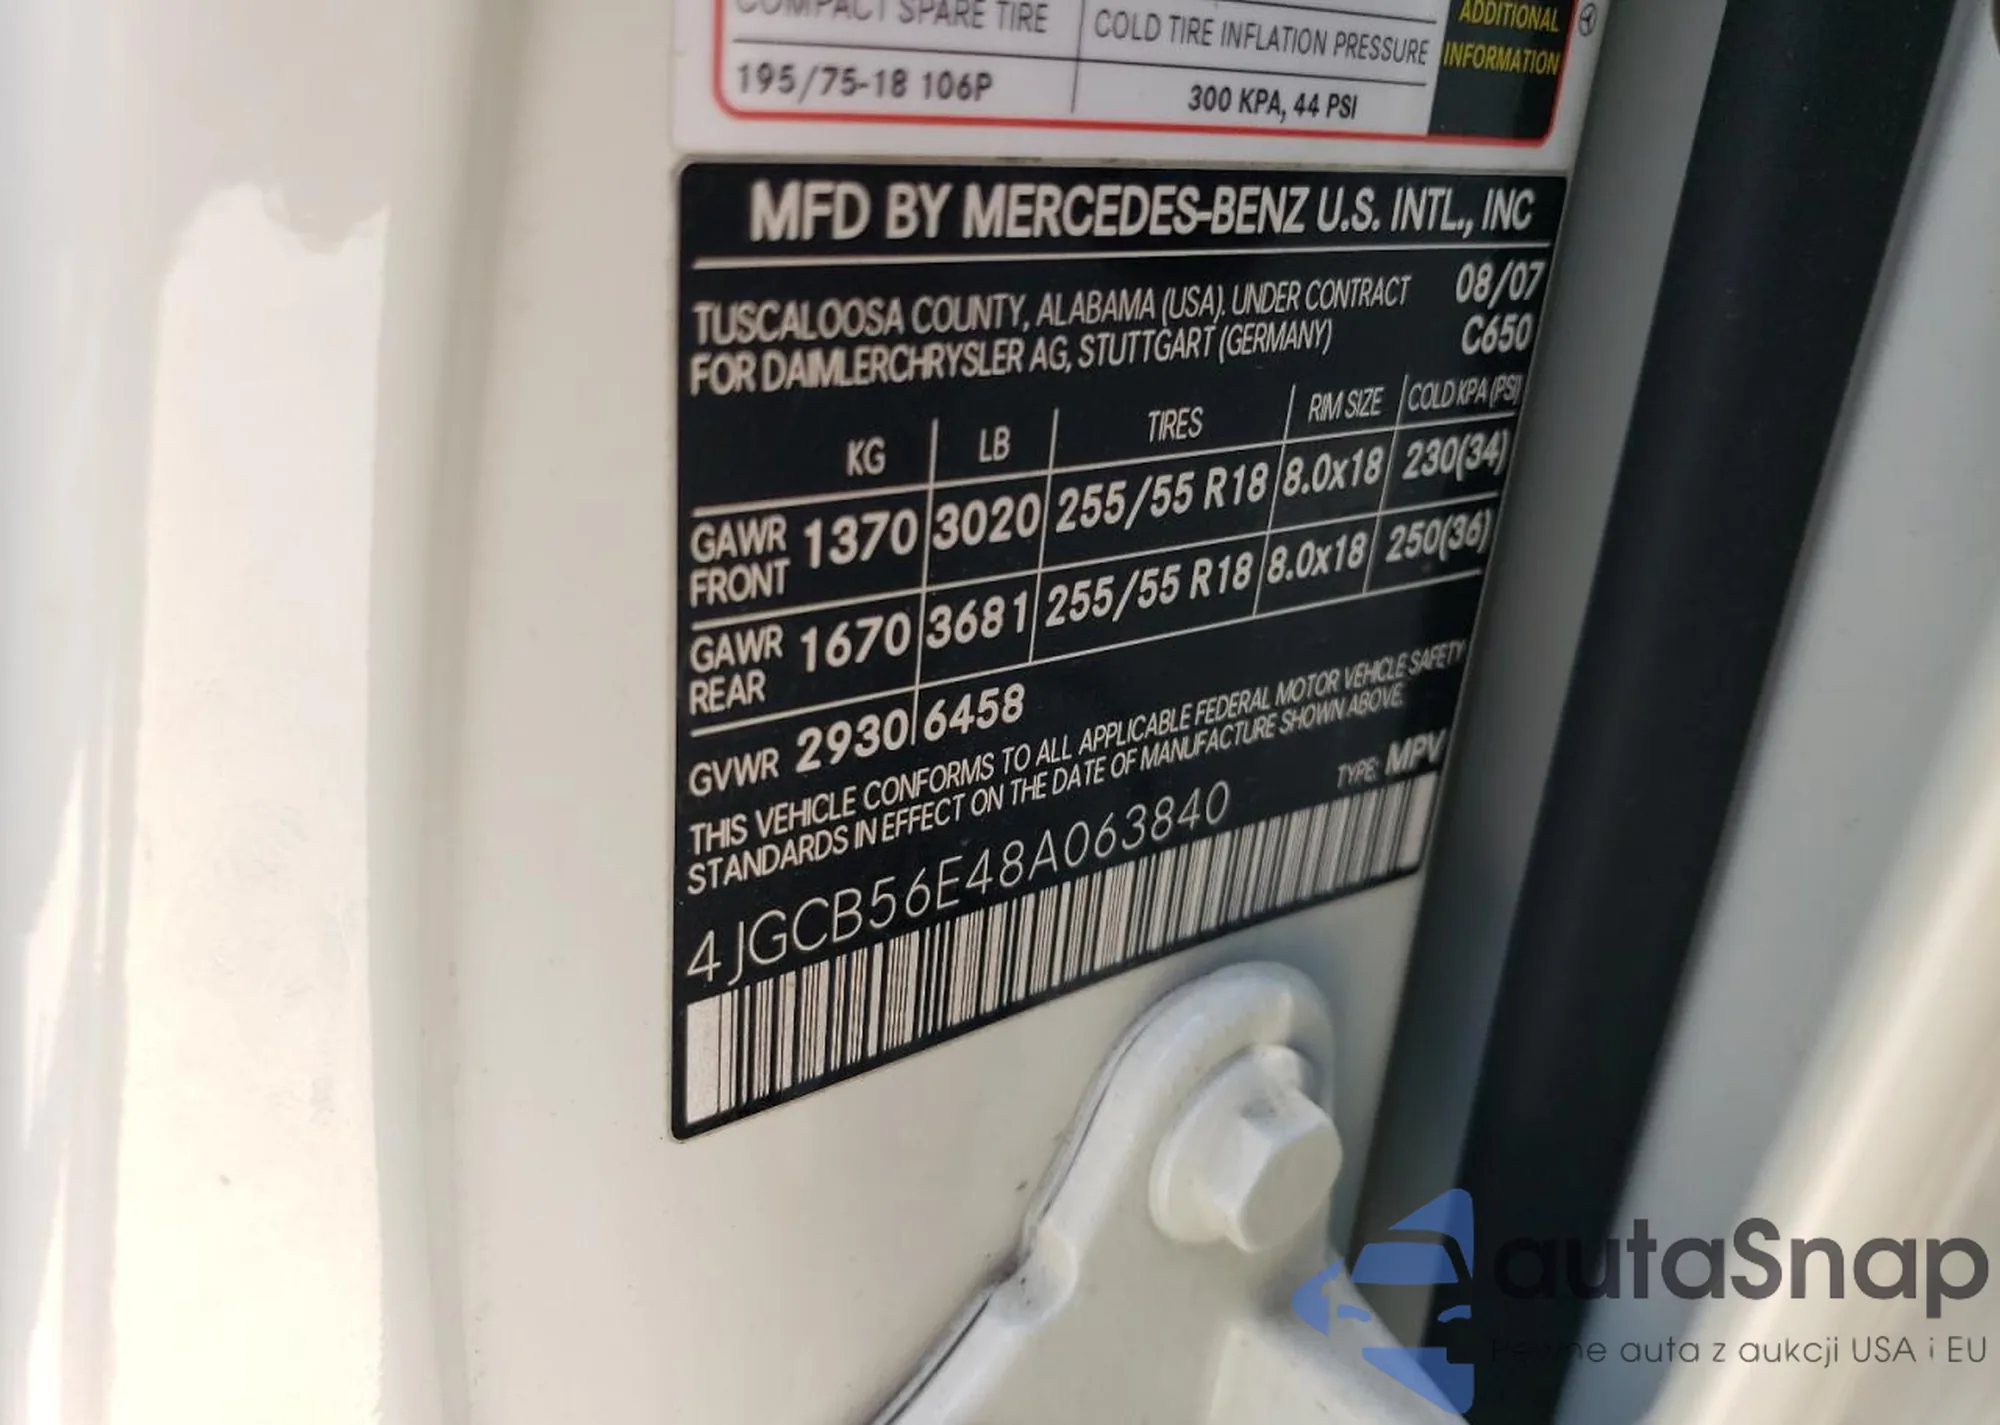 COMPACT SPARE TIRE
COLD TIRE INFLATION PRESSURE
ADDITIONAL
INFORMATION
195/75-18 106P
300 KPA, 44 PSI
MFD BY MERCEDES-BENZ U.S. INTL., INC
TUSCALOOSA COUNTY, ALABAMA (USA). UNDER CONTRACT 08/07
FOR DAIMLERCHRYSLER AG, STUTTGART (GERMANY) C650
KG LB TIRES RIM SIZE COLD KPA (PSI)
GAWR FRONT 1370 3020 255/55 R18 8.0x18 230(34)
GAWR REAR 1670 3681 255/55 R18 8.0x18 250(36)
GVWR 2930 6458
THIS VEHICLE CONFORMS TO ALL APPLICABLE FEDERAL MOTOR VEHICLE SAFETY
STANDARDS IN EFFECT ON THE DATE OF MANUFACTURE SHOWN ABOVE.
4JGCB56E48A063840 TYPE: MPV
autaSnap
auta z aukcji USA i EU